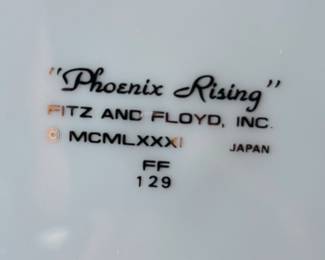 "Phoenix Rising"
FITZ AND FLOYD, INC.
© MCMLXXXI JAPAN
FF
129